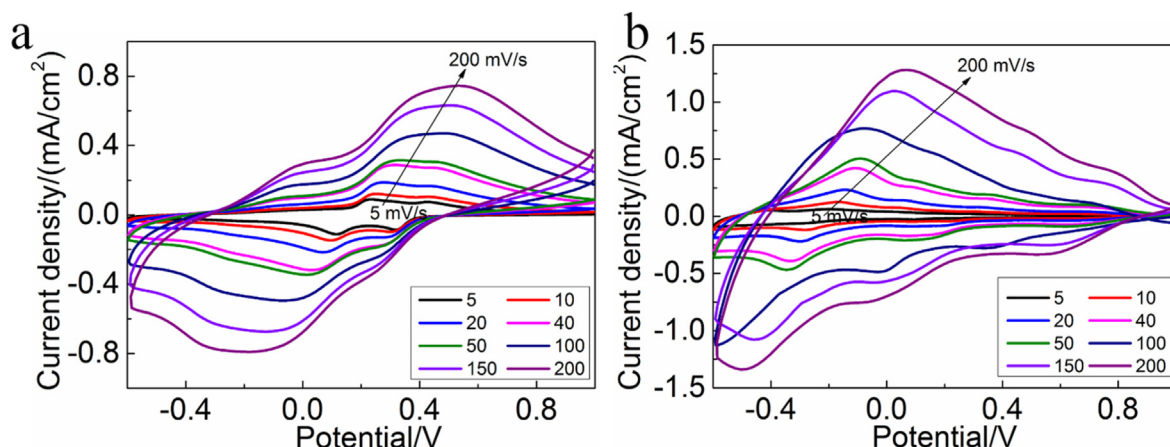 a
Current density/(mA/cm²)
0.8
0.4
0.0
-0.4
-0.8
200 mV/s
5 mV/s
5 10
20 40
50 100
150 200
-0.4 0.0 0.4 0.8
Potential/V
b
Current density/(mA/cm²)
1.5
1.0
0.5
0.0
-0.5
-1.0
-1.5
200 mV/s
5 mV/s
5 10
20 40
50 100
150 200
-0.4 0.0 0.4 0.8
Potential/V